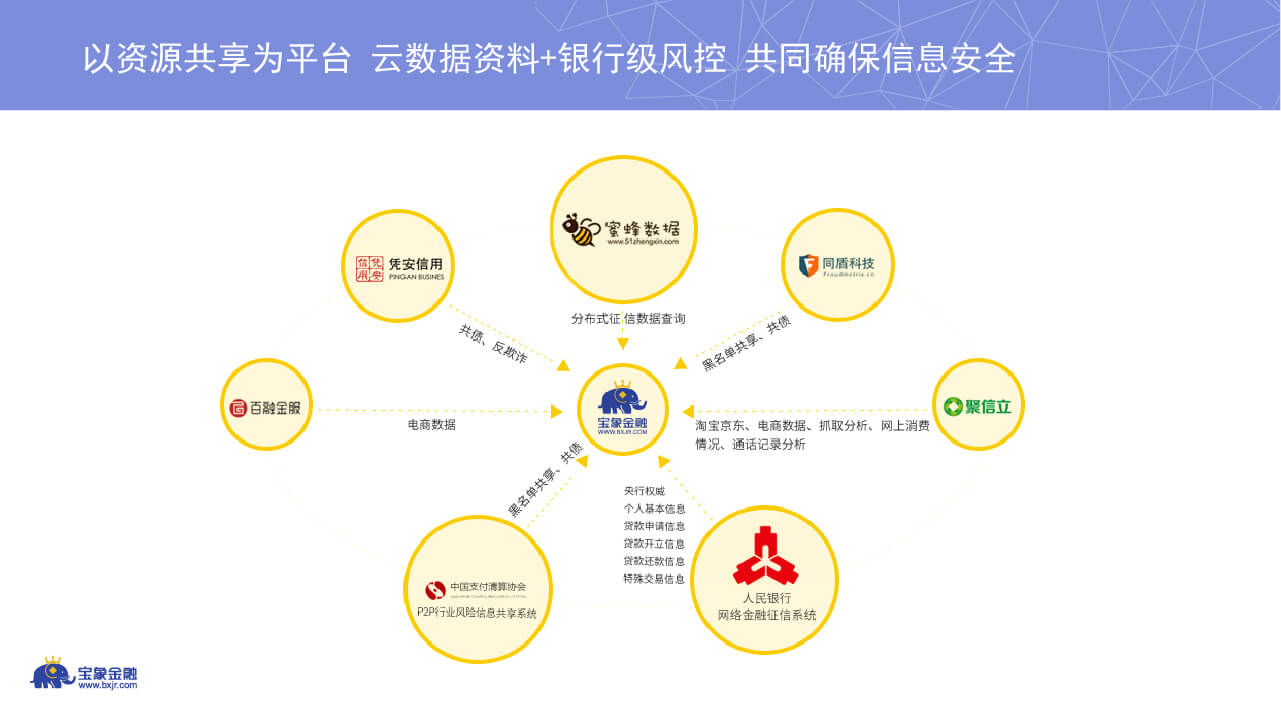 以资源共享为平台 云数据资料+银行级风控 共同确保信息安全
蜜蜂数据
www.51zhengxin.com
信凭
用安
凭安信用
PINGAN BUSINES
同盾科技
Fraudmetrix.cn
分布式征信数据查询
共债、反欺诈
黑名单共享、共债
百融金服
电商数据
宝象金融
WWW.BXJR.COM
聚信立
淘宝京东、电商数据、抓取分析、网上消费
情况、通话记录分析
黑名单共享、共债
央行权威
个人基本信息
贷款申请信息
贷款开立信息
贷款还款信息
特殊交易信息
中国支付清算协会
P2P行业风险信息共享系统
人民银行
网络金融征信系统
宝象金融
www.bxjr.com